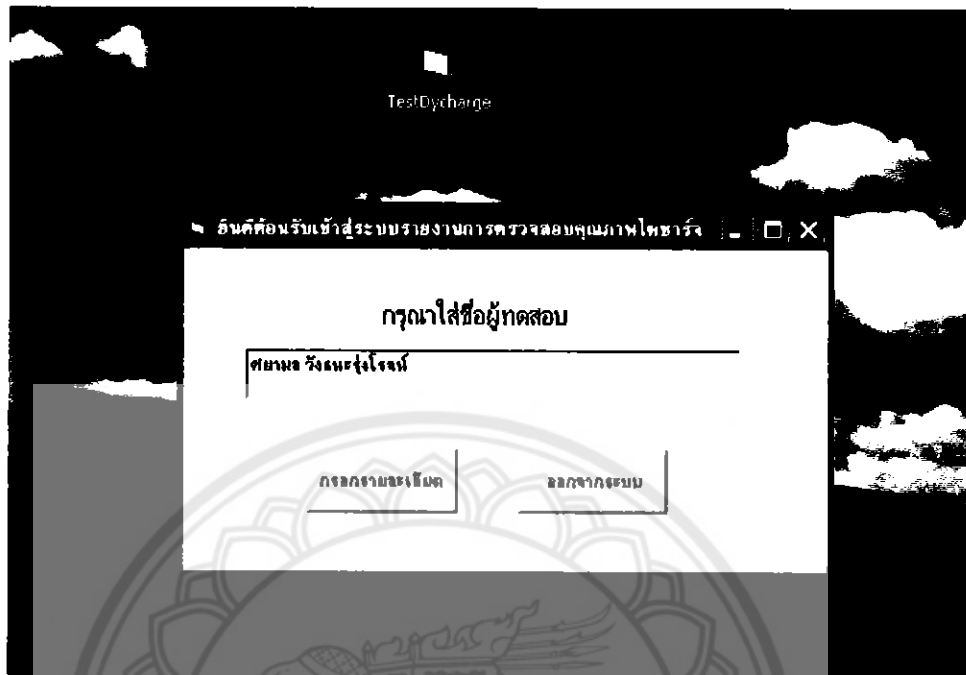 TestDycharge
ยินดีต้อนรับเข้าสู่ระบบรายงานการตรวจสอบคุณภาพไดชาร์จ
กรุณาใส่ชื่อผู้ทดสอบ
ศยามล วังธนะรุ่งโรจน์
กรอกรายละเอียด
ออกจากระบบ